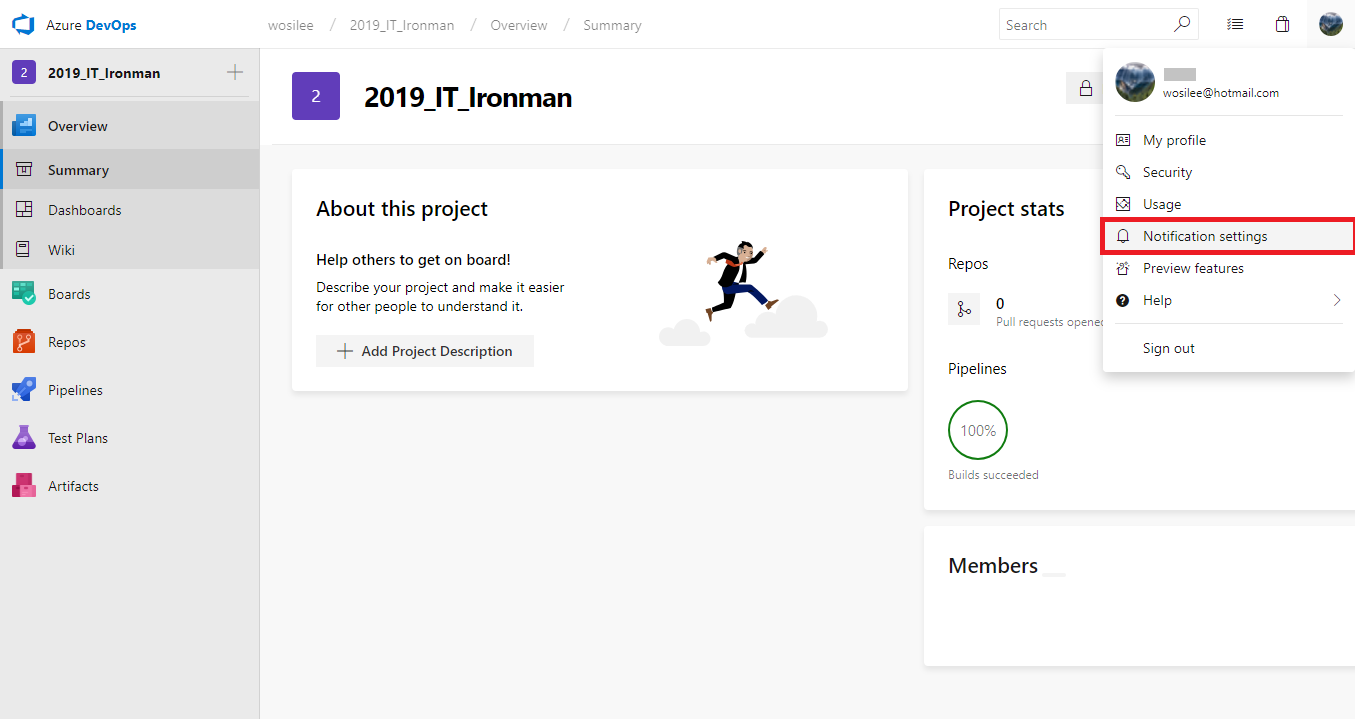 Azure DevOps
wosilee / 2019_IT_Ironman / Overview / Summary
Search
2 2019_IT_Ironman
Overview
Summary
Dashboards
Wiki
Boards
Repos
Pipelines
Test Plans
Artifacts
2 2019_IT_Ironman
About this project
Help others to get on board!
Describe your project and make it easier
for other people to understand it.
Add Project Description
Project stats
Repos
0
Pull requests opened
Pipelines
100%
Builds succeeded
Members
wosilee@hotmail.com
My profile
Security
Usage
Notification settings
Preview features
Help
Sign out